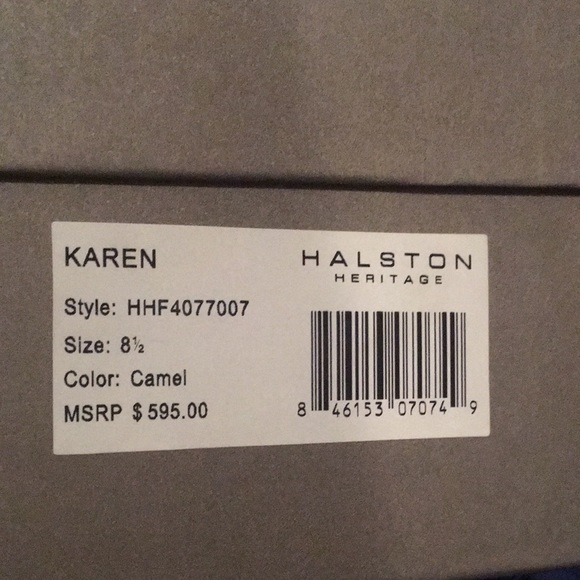 KAREN
Style: HHF4077007
Size: 8½
Color: Camel
MSRP $595.00
HALSTON
HERITAGE
8 46153 07074 9